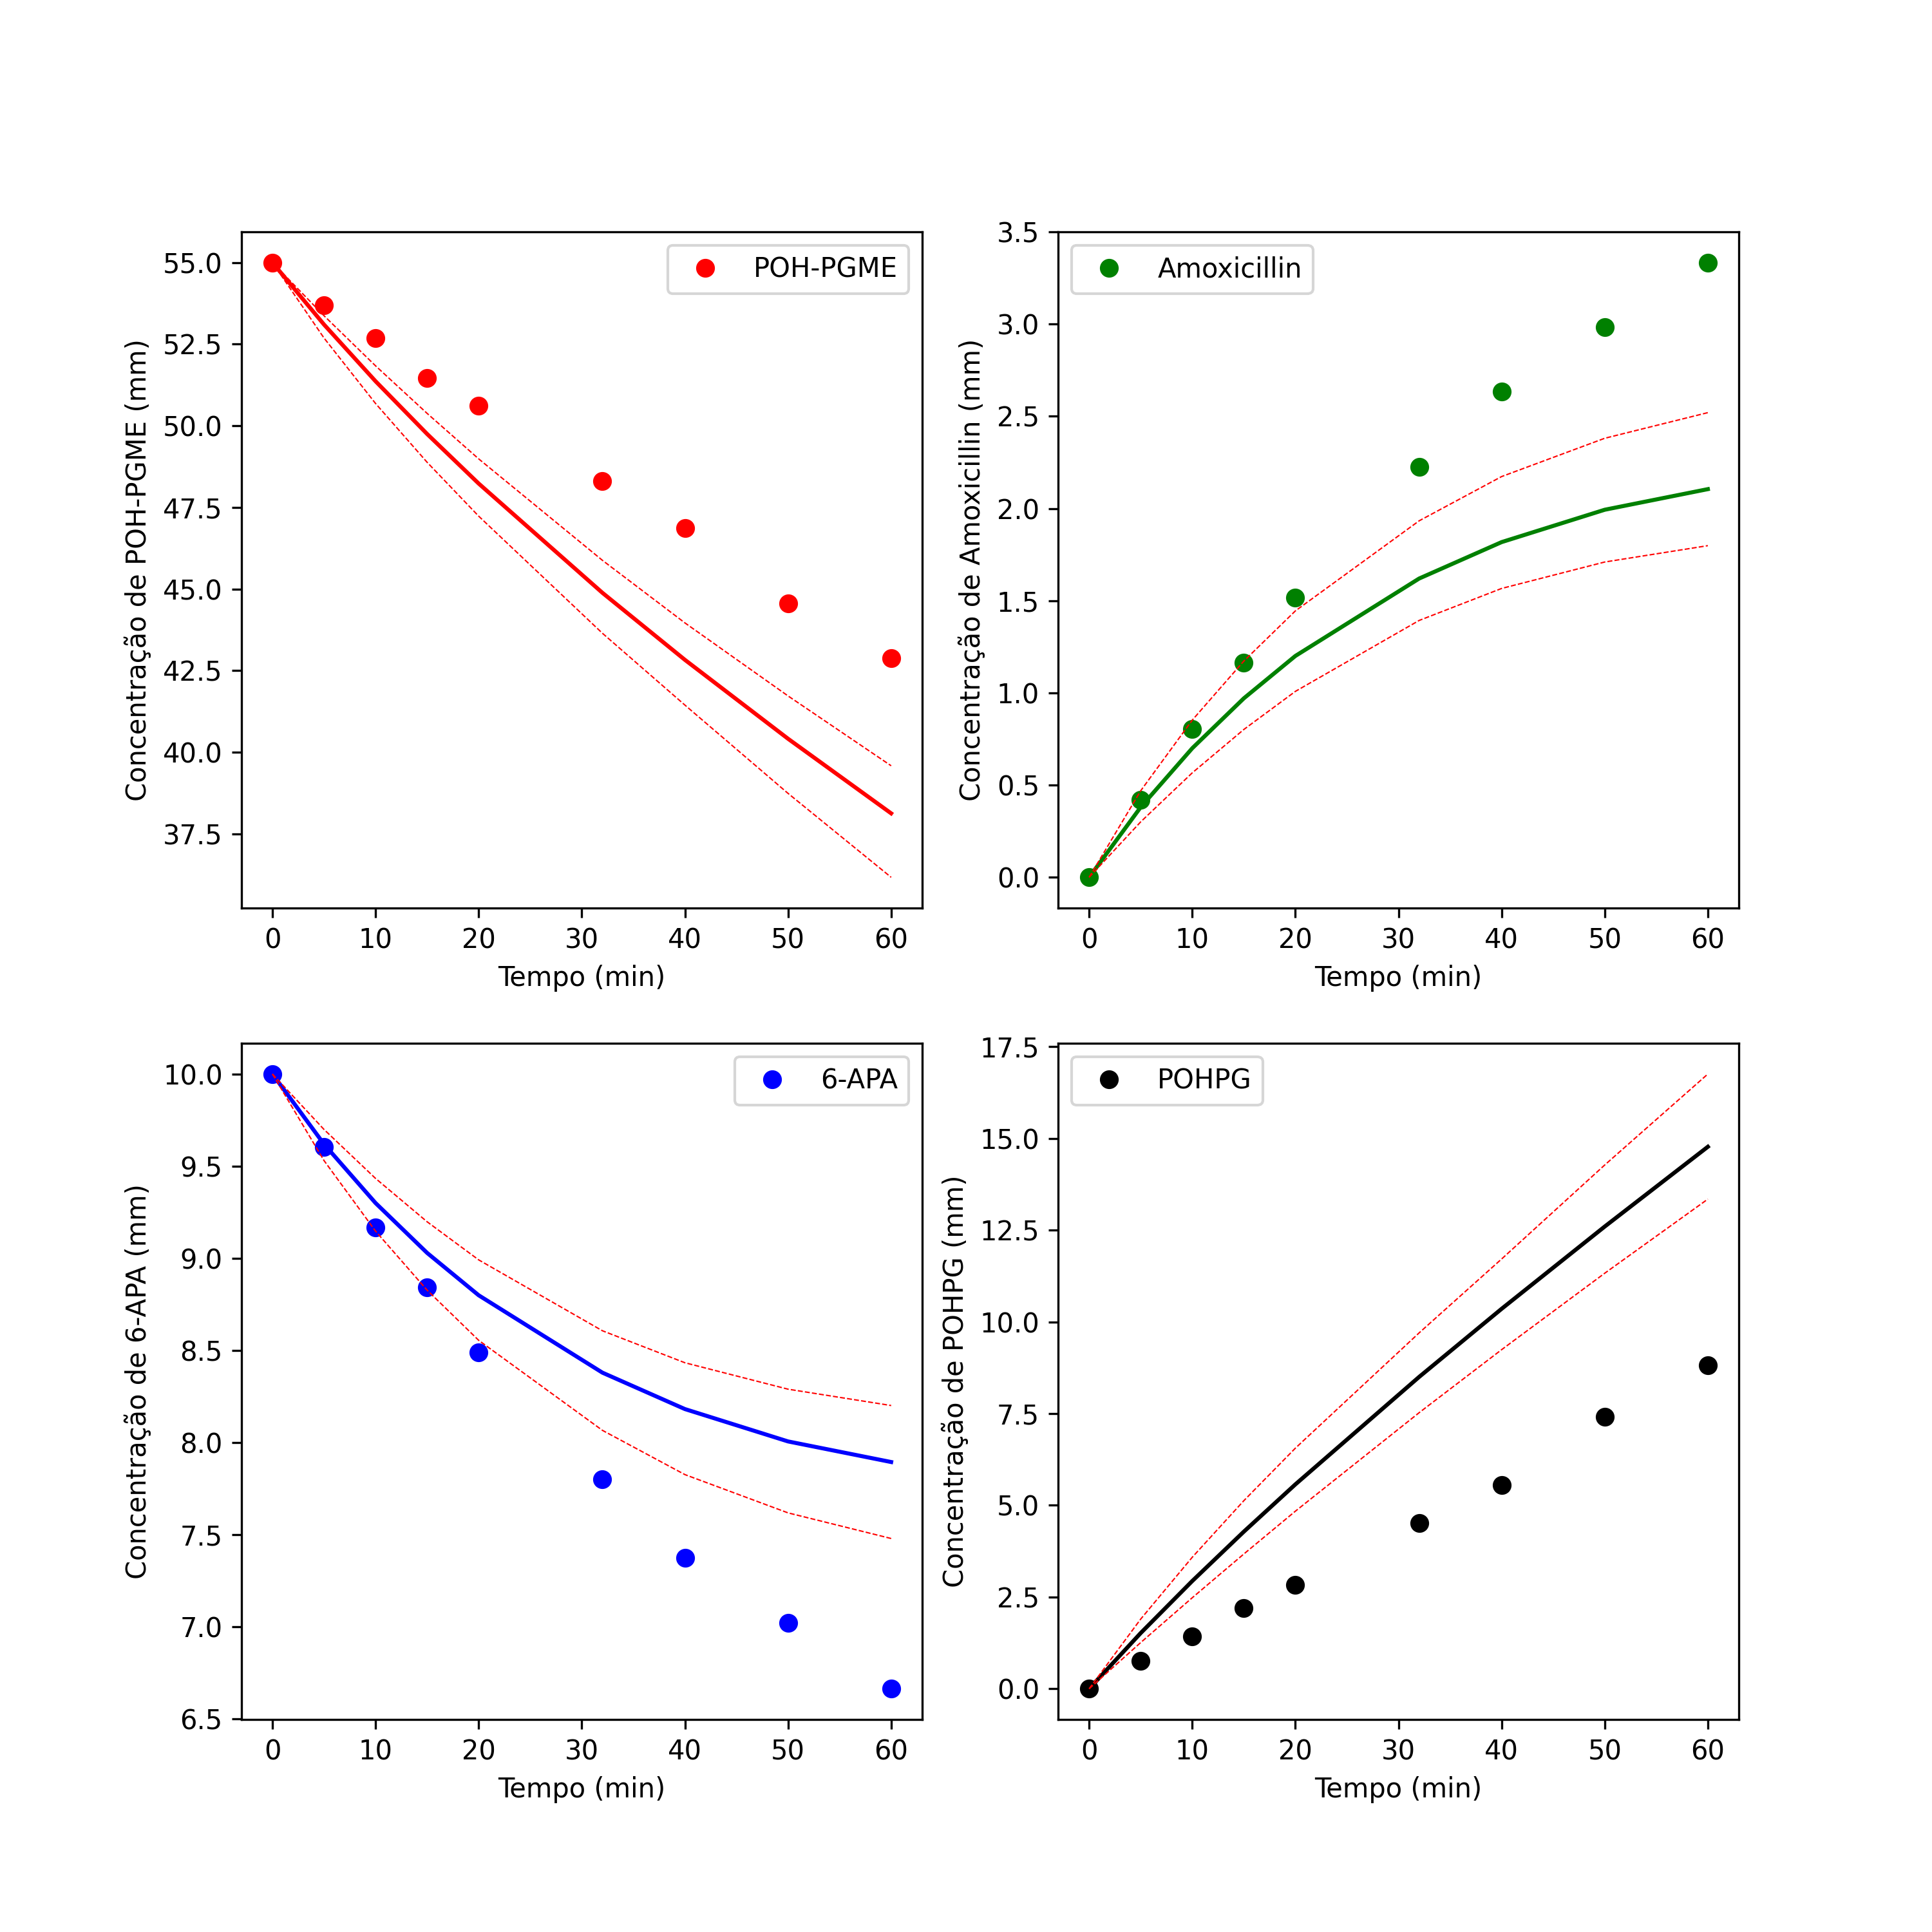 POH-PGME
55.0
52.5
50.0
47.5
45.0
42.5
40.0
37.5
Concentração de POH-PGME (mm)
0 10 20 30 40 50 60
Tempo (min)
Amoxicillin
3.5
3.0
2.5
2.0
1.5
1.0
0.5
0.0
Concentração de Amoxicillin (mm)
0 10 20 30 40 50 60
Tempo (min)
6-APA
10.0
9.5
9.0
8.5
8.0
7.5
7.0
6.5
Concentração de 6-APA (mm)
0 10 20 30 40 50 60
Tempo (min)
POHPG
17.5
15.0
12.5
10.0
7.5
5.0
2.5
0.0
Concentração de POHPG (mm)
0 10 20 30 40 50 60
Tempo (min)